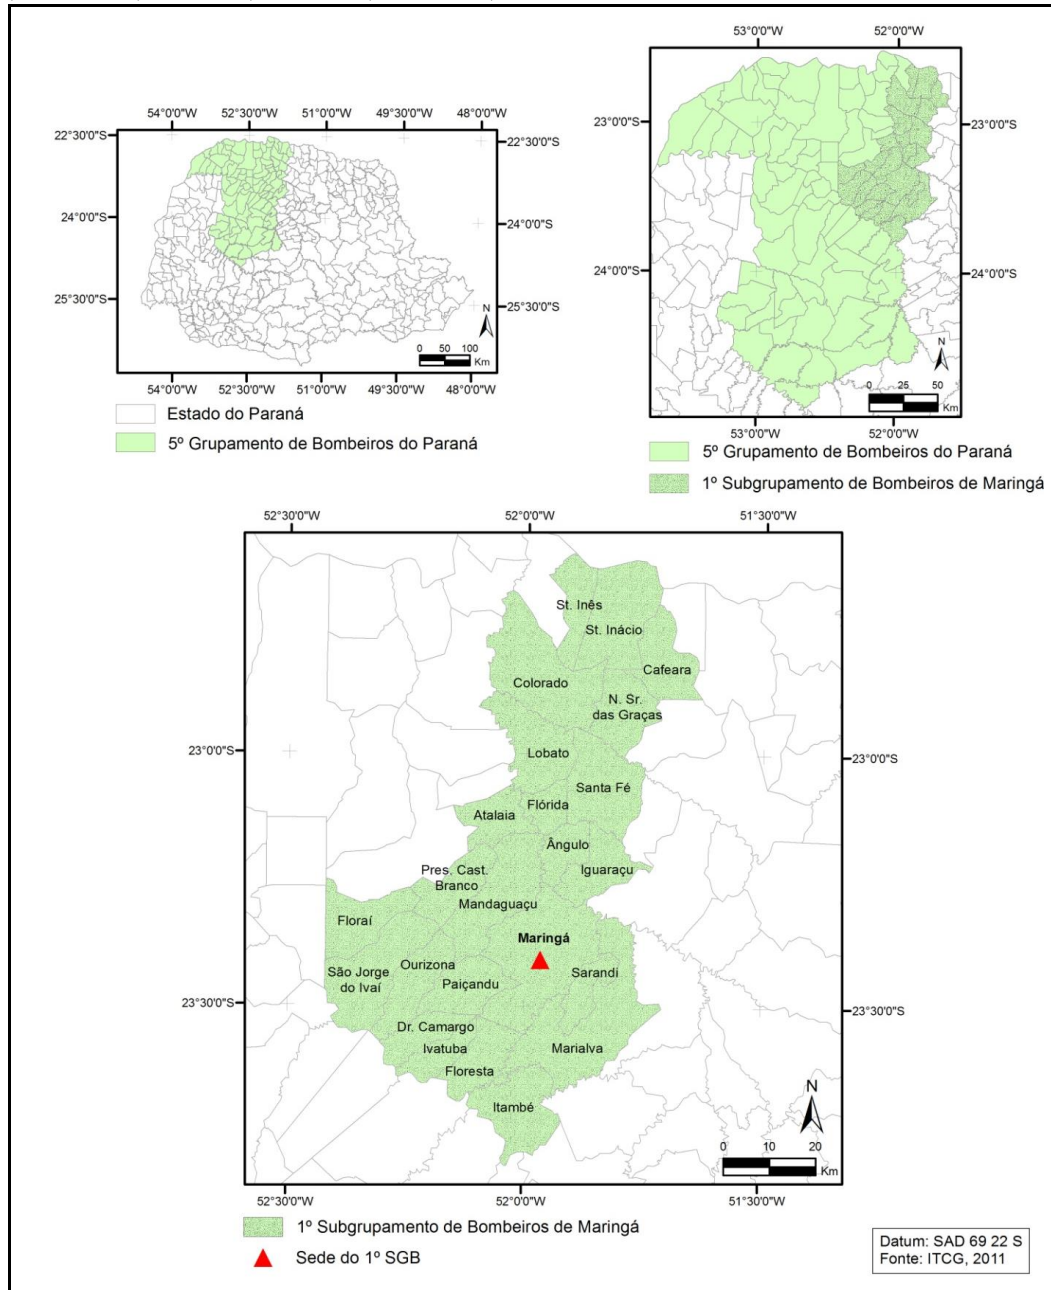 54°0'0"W 52°30'0"W 51°0'0"W 49°30'0"W 48°0'0"W
22°30'0"S
22°30'0"S
24°0'0"S
24°0'0"S
25°30'0"S
25°30'0"S
N
0 50 100
Km
54°0'0"W 52°30'0"W 51°0'0"W 49°30'0"W 48°0'0"W
Estado do Paraná
5º Grupamento de Bombeiros do Paraná
53°0'0"W 52°0'0"W
23°0'0"S
23°0'0"S
24°0'0"S
24°0'0"S
N
0 25 50
Km
53°0'0"W 52°0'0"W
5º Grupamento de Bombeiros do Paraná
1º Subgrupamento de Bombeiros de Maringá
52°30'0"W 52°0'0"W 51°30'0"W
St. Inês
St. Inácio
Cafeara
Colorado
N. Sr.
das Graças
23°0'0"S
Lobato
23°0'0"S
Santa Fé
Flórida
Atalaia
Ângulo
Pres. Cast.
Branco
Iguaraçu
Mandaguaçu
Floraí
Maringá
Ourizona
São Jorge
do Ivaí
Sarandi
Paiçandu
23°30'0"S
23°30'0"S
Dr. Camargo
Ivatuba
Marialva
Floresta
Itambé
N
0 10 20
Km
52°30'0"W 52°0'0"W 51°30'0"W
1º Subgrupamento de Bombeiros de Maringá
Sede do 1º SGB
Datum: SAD 69 22 S
Fonte: ITCG, 2011